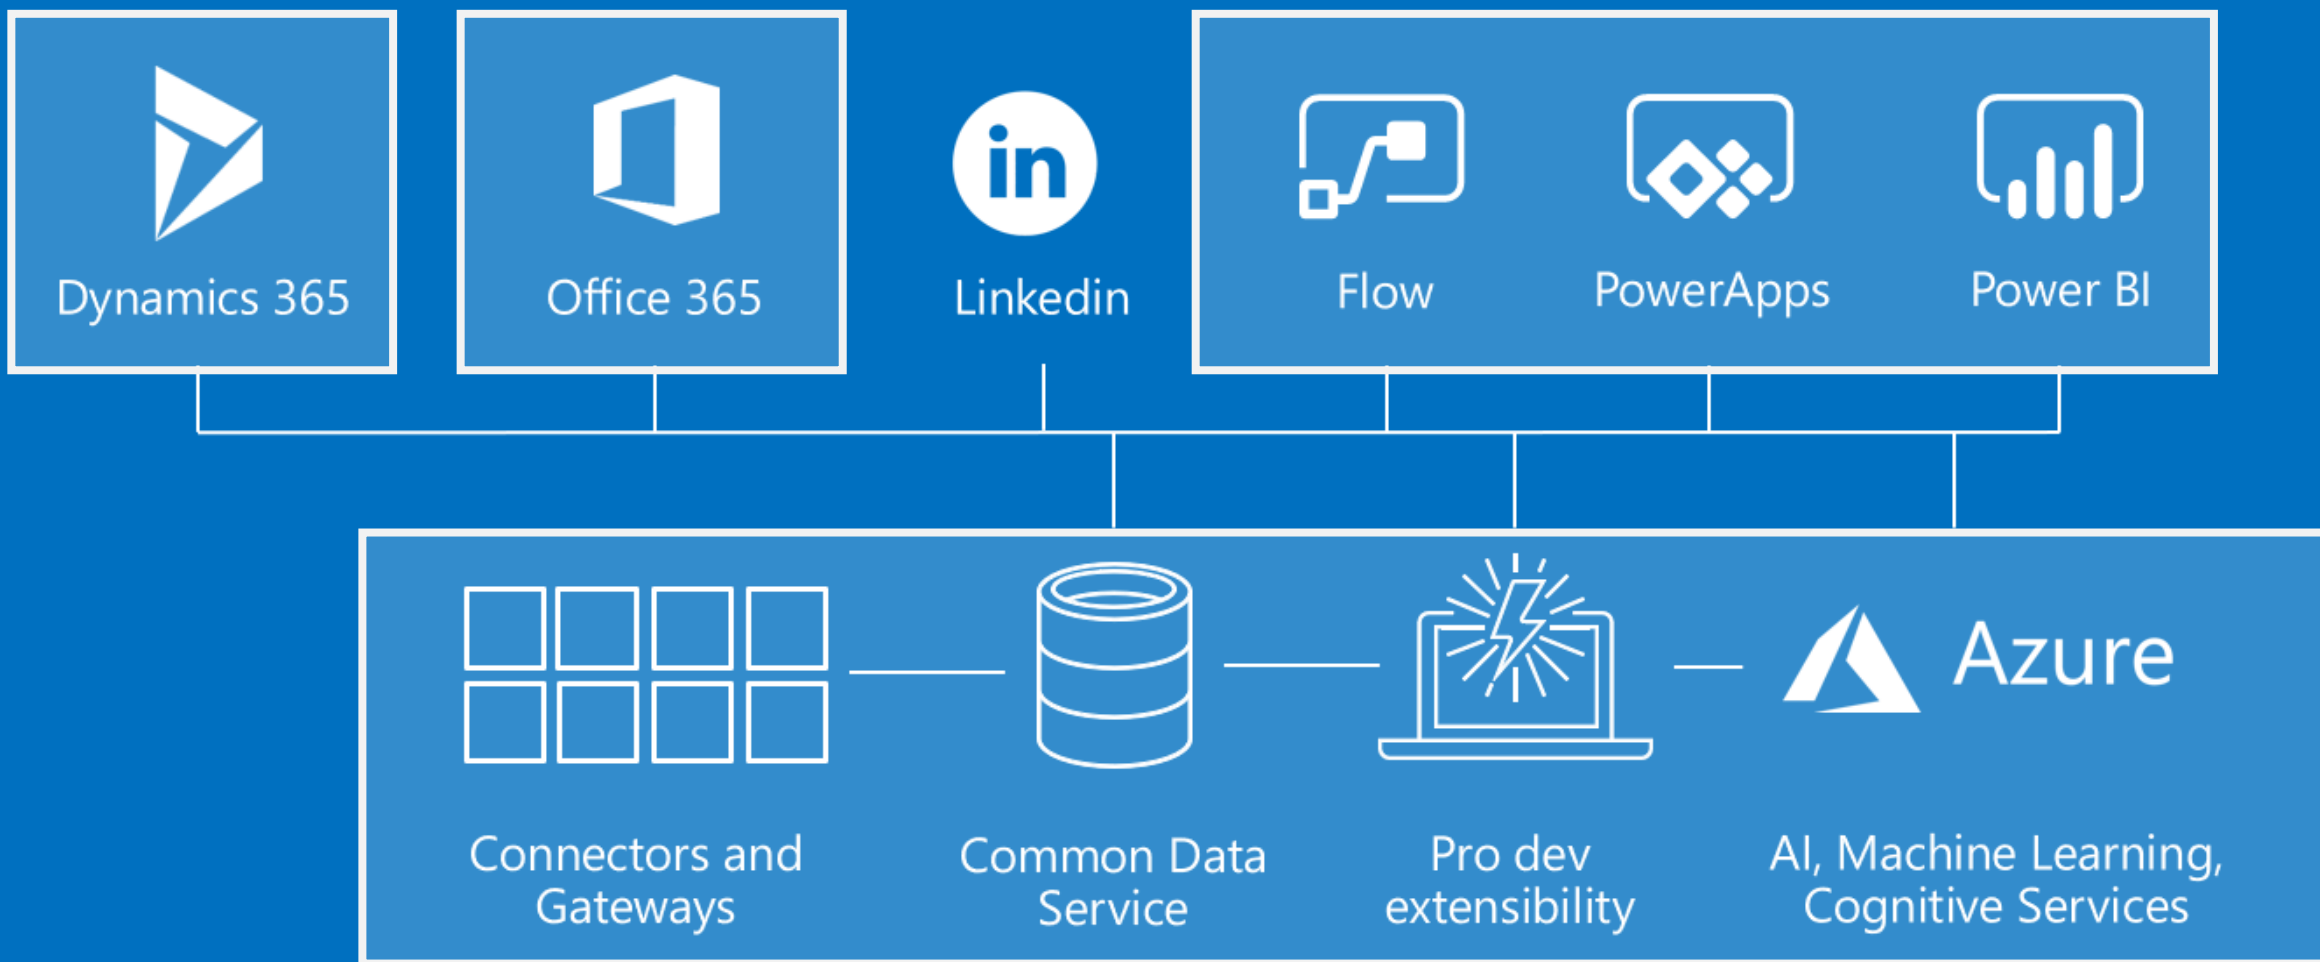 in
Dynamics 365
Office 365
Linkedin
Flow
PowerApps
Power BI
Azure
Connectors and
Gateways
Common Data
Service
Pro dev
extensibility
AI, Machine Learning,
Cognitive Services